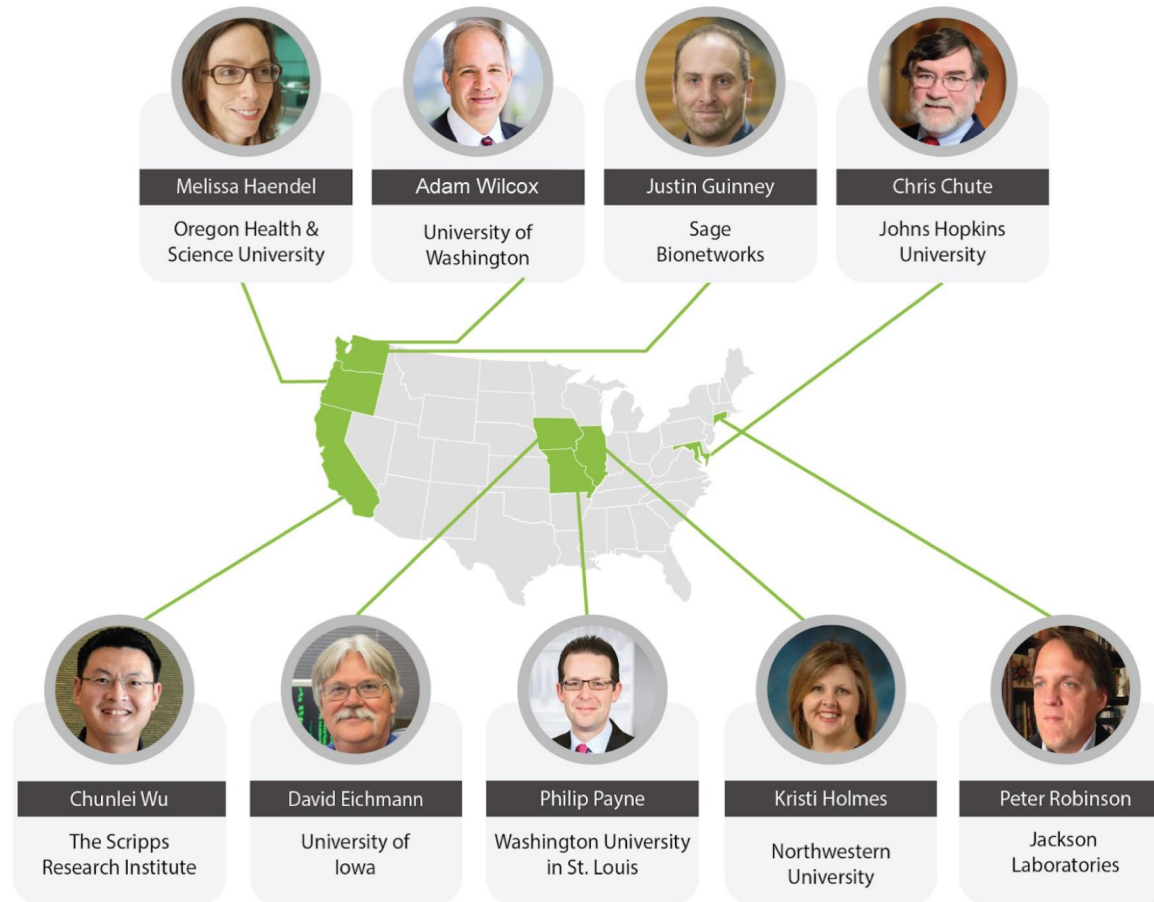 Melissa Haendel
Oregon Health &
Science University
Adam Wilcox
University of
Washington
Justin Guinney
Sage
Bionetworks
Chris Chute
Johns Hopkins
University
Chunlei Wu
The Scripps
Research Institute
David Eichmann
University of
Iowa
Philip Payne
Washington University
in St. Louis
Kristi Holmes
Northwestern
University
Peter Robinson
Jackson
Laboratories